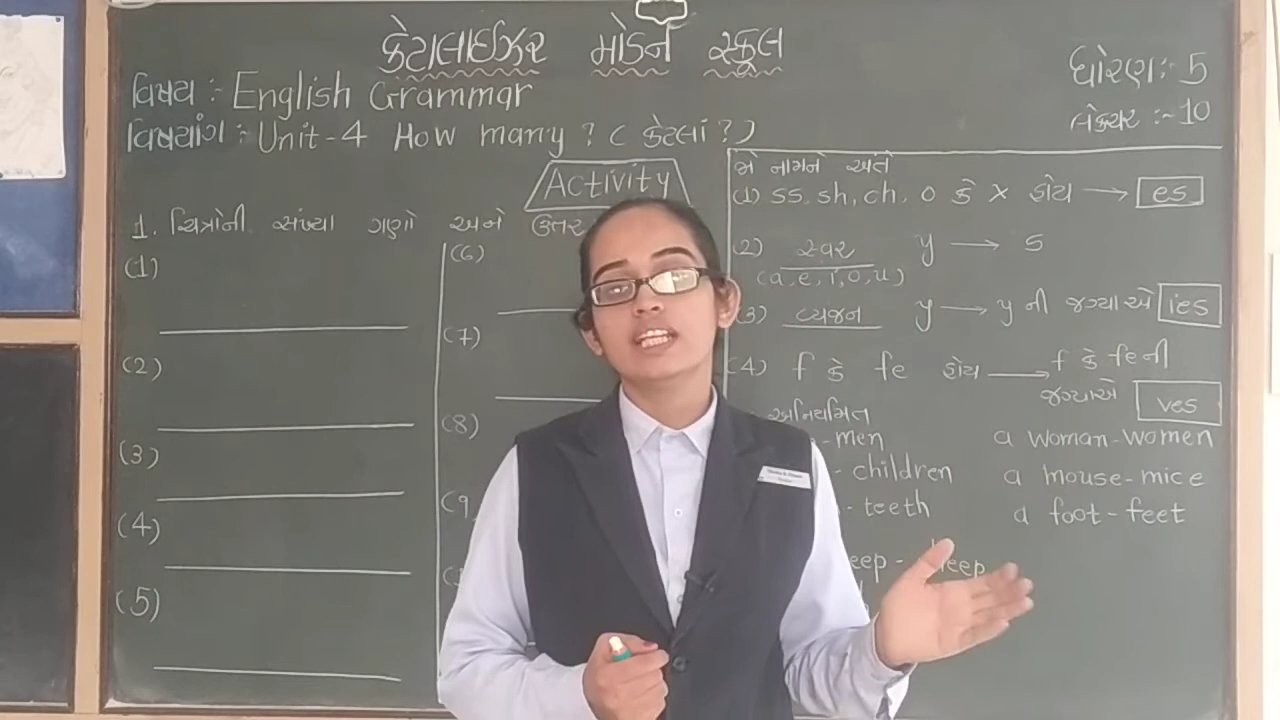 કેટાલાઈઝર મોડર્ન સ્કૂલ
ધોરણ :- 5
વિષય :- English Grammar
લેક્ચર :- 10
વિષયાંગ :- Unit-4 How many ? ( કેટલાં ? )
Activity
1. ચિત્રોની સંખ્યા ગણો અને ઉત્તર
(1)
(2)
(3)
(4)
(5)
(6)
(7)
(8)
(9)
જે નામને અંતે
(1) ss, sh, ch, o કે x હોય → es
(2) સ્વર y → s
(a, e, i, o, u)
(3) વ્યંજન y → y ની જગ્યાએ ies
(4) f કે fe હોય → f કે fe ની
જગ્યાએ ves
અનિયમિત
-men a woman-women
- children a mouse-mice
- teeth a foot-feet